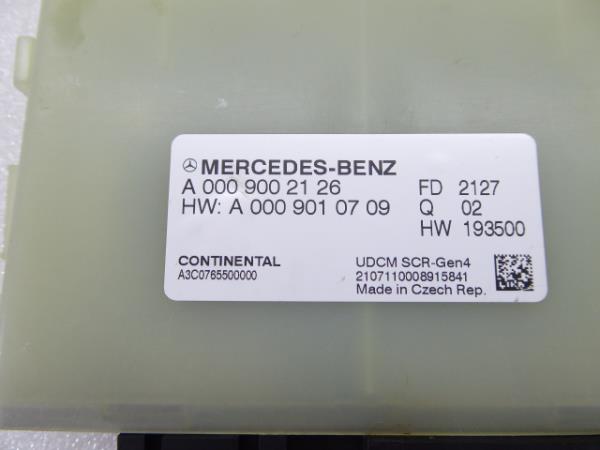 MERCEDES-BENZ
A 000 900 21 26
HW: A 000 901 07 09
FD 2127
Q 02
HW 193500
CONTINENTAL
A3C0765500000
UDCM SCR-Gen4
2107110008915841
Made in Czech Rep.